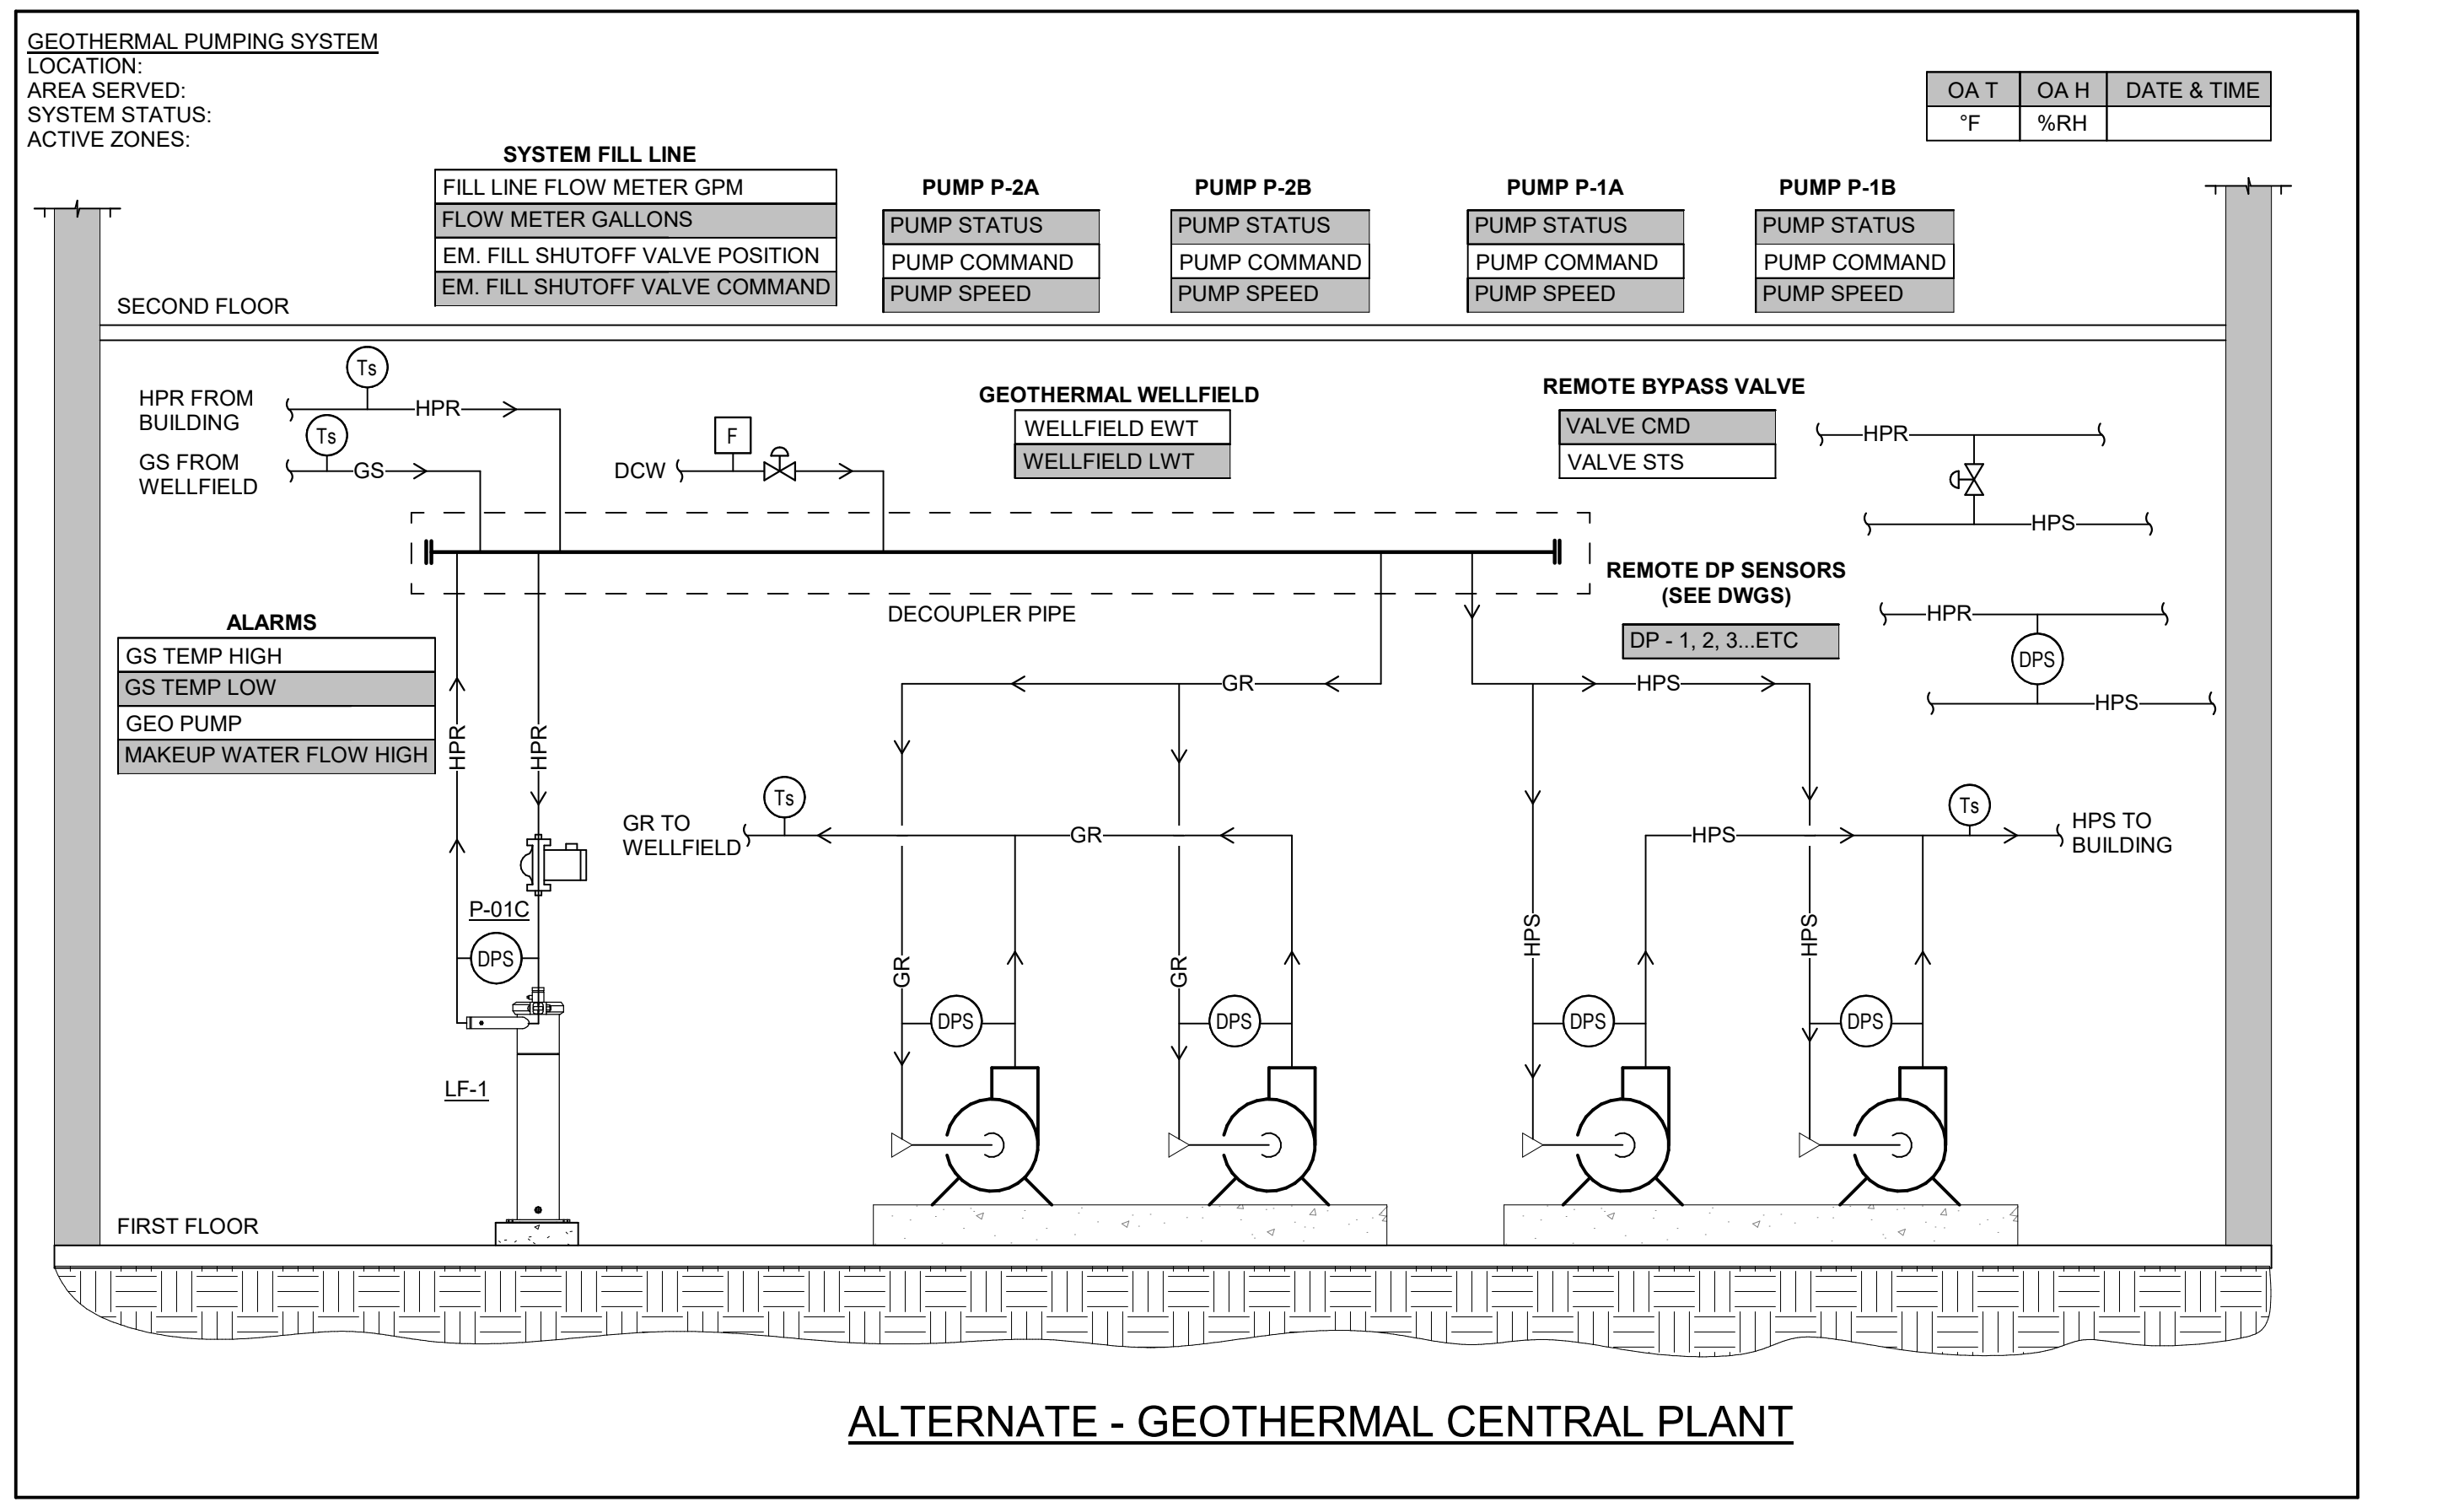 GEOTHERMAL PUMPING SYSTEM
LOCATION:
AREA SERVED:
SYSTEM STATUS:
ACTIVE ZONES:
OA T OA H DATE & TIME
°F %RH
SYSTEM FILL LINE
FILL LINE FLOW METER GPM
FLOW METER GALLONS
EM. FILL SHUTOFF VALVE POSITION
EM. FILL SHUTOFF VALVE COMMAND
PUMP P-2A
PUMP STATUS
PUMP COMMAND
PUMP SPEED
PUMP P-2B
PUMP STATUS
PUMP COMMAND
PUMP SPEED
PUMP P-1A
PUMP STATUS
PUMP COMMAND
PUMP SPEED
PUMP P-1B
PUMP STATUS
PUMP COMMAND
PUMP SPEED
SECOND FLOOR
Ts
HPR FROM
BUILDING
HPR
Ts
GS FROM
WELLFIELD
GS
F
DCW
GEOTHERMAL WELLFIELD
WELLFIELD EWT
WELLFIELD LWT
REMOTE BYPASS VALVE
VALVE CMD
VALVE STS
HPR
HPS
DECOUPLER PIPE
REMOTE DP SENSORS
(SEE DWGS)
DP - 1, 2, 3...ETC
HPR
DPS
HPS
ALARMS
GS TEMP HIGH
GS TEMP LOW
GEO PUMP
MAKEUP WATER FLOW HIGH
HPR
HPR
GR
HPS
Ts
GR TO
WELLFIELD
GR
HPS
Ts
HPS TO
BUILDING
P-01C
DPS
GR
GR
HPS
HPS
DPS
DPS
DPS
DPS
LF-1
FIRST FLOOR
ALTERNATE - GEOTHERMAL CENTRAL PLANT